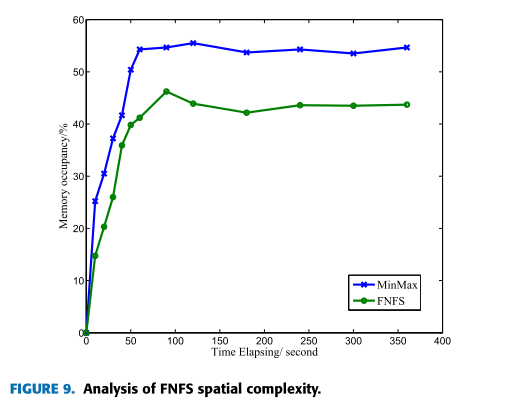 60
50
40
30
20
10
0
Memory occupancy/%
MinMax
FNFS
0 50 100 150 200 250 300 350 400
Time Elapsing/ second
FIGURE 9. Analysis of FNFS spatial complexity.